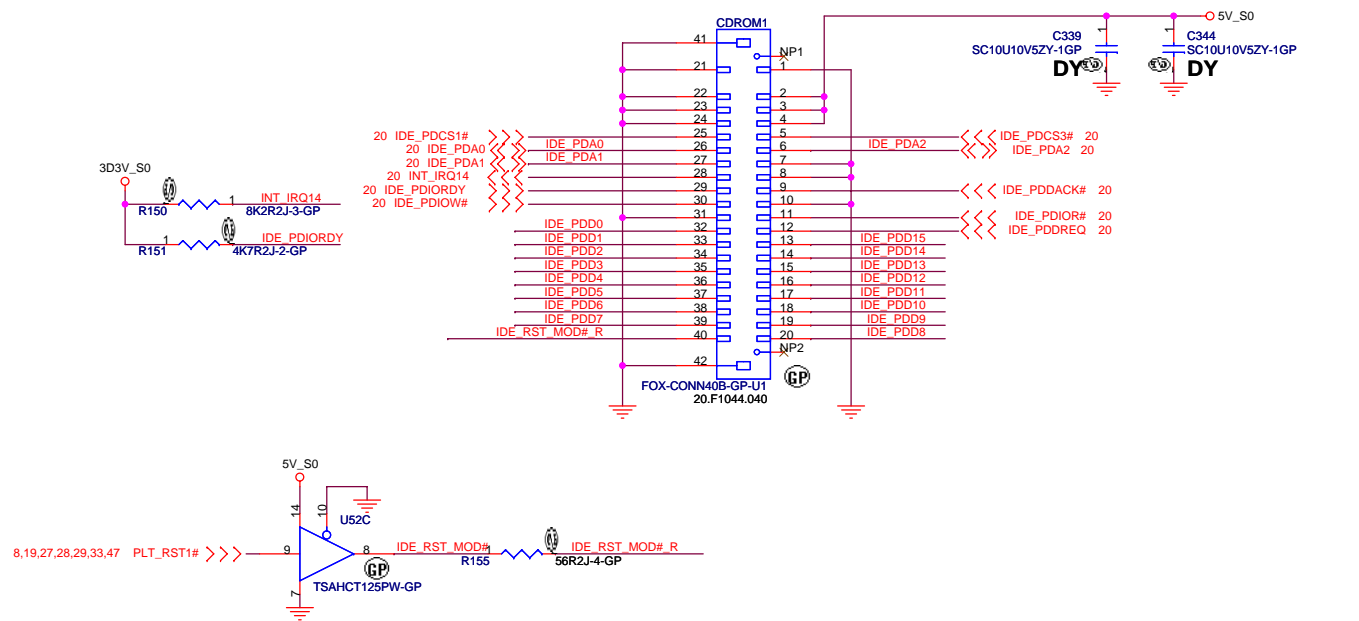 CDROM1
5V_S0
1
C339
SC10U10V5ZY-1GP
DY
1
C344
SC10U10V5ZY-1GP
DY
NP1
41
21
22
23
24
25
26
27
28
29
30
31
32
33
34
35
36
37
38
39
40
42
1
2
3
4
5
6
7
8
9
10
11
12
13
14
15
16
17
18
19
20
NP2
20 IDE_PDCS1#
20 IDE_PDA0
20 IDE_PDA1
20 INT_IRQ14
20 IDE_PDIORDY
20 IDE_PDIOW#
IDE_PDA0
IDE_PDA1
IDE_PDD0
IDE_PDD1
IDE_PDD2
IDE_PDD3
IDE_PDD4
IDE_PDD5
IDE_PDD6
IDE_PDD7
IDE_RST_MOD#_R
IDE_PDA2
IDE_PDCS3# 20
IDE_PDA2 20
IDE_PDDACK# 20
IDE_PDIOR# 20
IDE_PDDREQ 20
IDE_PDD15
IDE_PDD14
IDE_PDD13
IDE_PDD12
IDE_PDD11
IDE_PDD10
IDE_PDD9
IDE_PDD8
GP
FOX-CONN40B-GP-U1
20.F1044.040
3D3V_S0
R150
1
INT_IRQ14
8K2R2J-3-GP
R151
1
IDE_PDIORDY
4K7R2J-2-GP
5V_S0
14
10
U52C
8,19,27,28,29,33,47 PLT_RST1#
9
8
7
GP
TSAHCT125PW-GP
IDE_RST_MOD#
1
R155
56R2J-4-GP
IDE_RST_MOD#_R